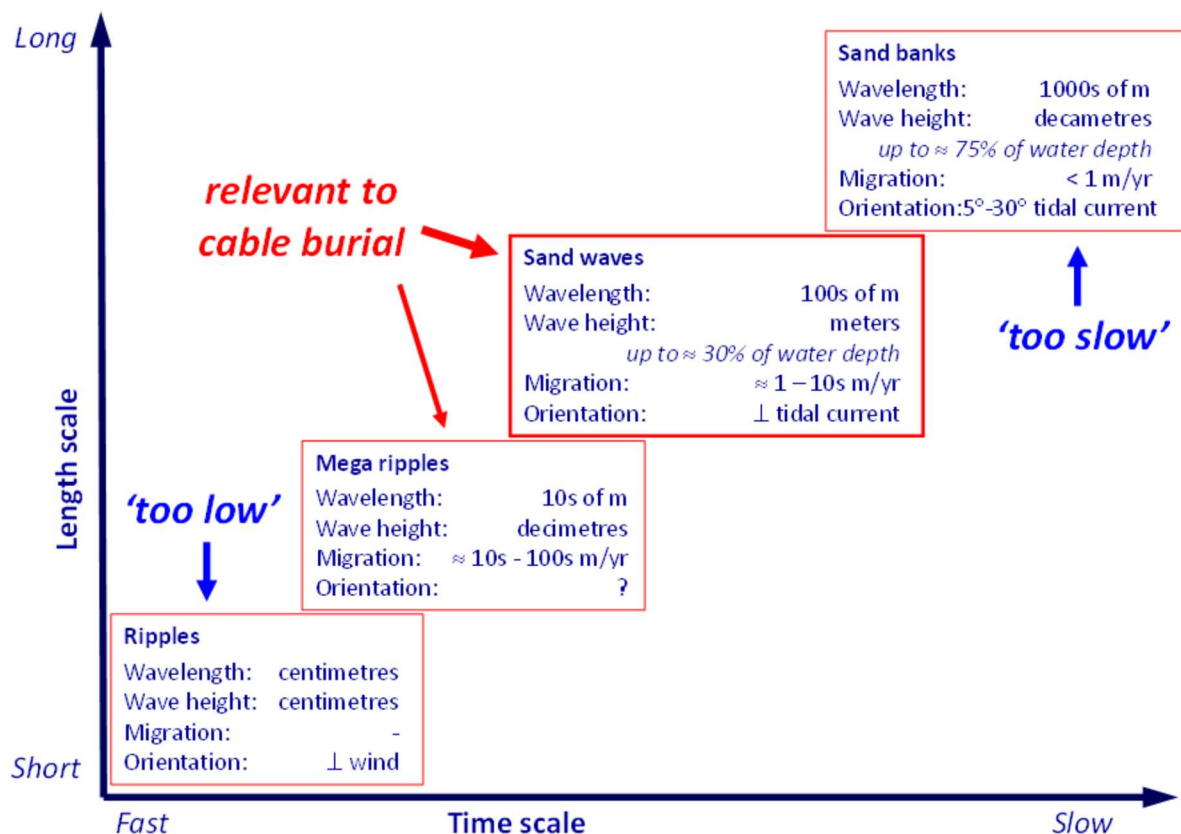 Long
Sand banks
Wavelength: 1000s of m
Wave height: decametres
up to ≈ 75% of water depth
Migration: < 1 m/yr
Orientation:5°-30° tidal current
relevant to
cable burial
Sand waves
Wavelength: 100s of m
Wave height: meters
up to ≈ 30% of water depth
Migration: ≈ 1 – 10s m/yr
Orientation: ⊥ tidal current
'too slow'
Length scale
Mega ripples
Wavelength: 10s of m
Wave height: decimetres
Migration: ≈ 10s - 100s m/yr
Orientation: ?
'too low'
Ripples
Wavelength: centimetres
Wave height: centimetres
Migration: -
Orientation: ⊥ wind
Short
Fast
Time scale
Slow